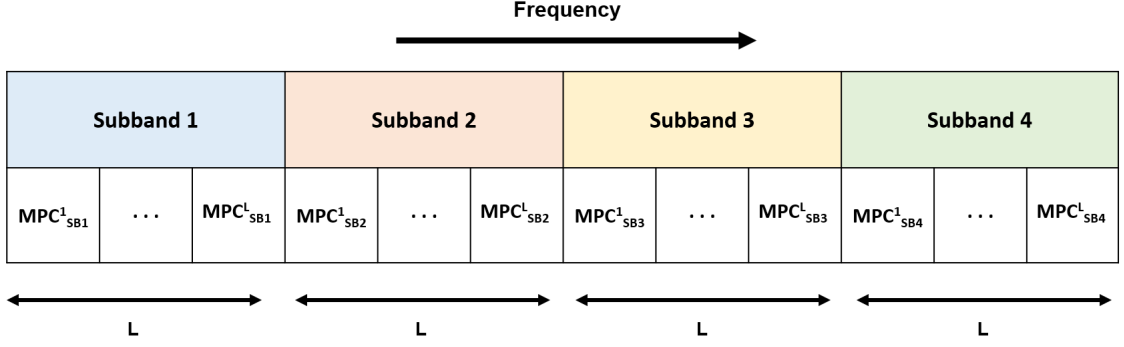 Frequency
Subband 1 Subband 2 Subband 3 Subband 4
MPC¹SB1 ... MPCᴸSB1 MPC¹SB2 ... MPCᴸSB2 MPC¹SB3 ... MPCᴸSB3 MPC¹SB4 ... MPCᴸSB4
L L L L